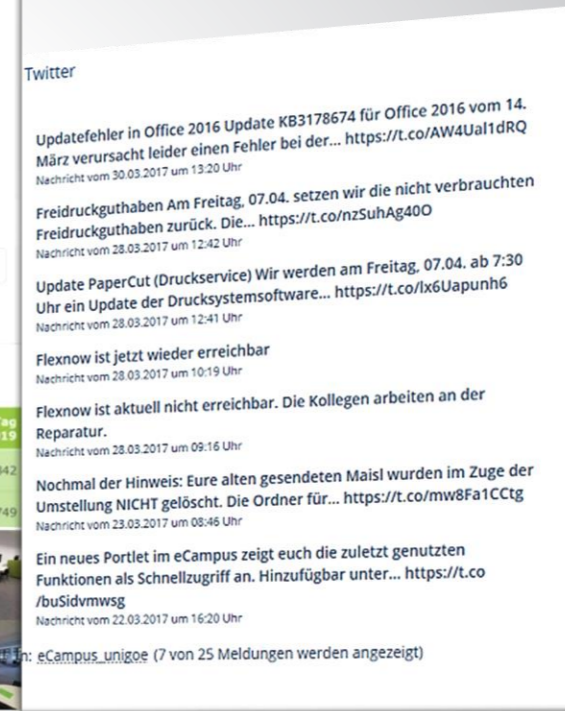 Twitter
Updatefehler in Office 2016 Update KB3178674 für Office 2016 vom 14.
März verursacht leider einen Fehler bei der... https://t.co/AW4Ual1dRQ
Nachricht vom 30.03.2017 um 13:20 Uhr
Freidruckguthaben Am Freitag, 07.04. setzen wir die nicht verbrauchten
Freidruckguthaben zurück. Die... https://t.co/nzSuhAg40O
Nachricht vom 28.03.2017 um 12:42 Uhr
Update PaperCut (Druckservice) Wir werden am Freitag, 07.04. ab 7:30
Uhr ein Update der Drucksystemsoftware... https://t.co/lx6Uapunh6
Nachricht vom 28.03.2017 um 12:41 Uhr
Flexnow ist jetzt wieder erreichbar
Nachricht vom 28.03.2017 um 10:19 Uhr
Flexnow ist aktuell nicht erreichbar. Die Kollegen arbeiten an der
Reparatur.
Nachricht vom 28.03.2017 um 09:16 Uhr
Nochmal der Hinweis: Eure alten gesendeten Maisl wurden im Zuge der
Umstellung NICHT gelöscht. Die Ordner für... https://t.co/mw8Fa1CCtg
Nachricht vom 23.03.2017 um 08:46 Uhr
Ein neues Portlet im eCampus zeigt euch die zuletzt genutzten
Funktionen als Schnellzugriff an. Hinzufügbar unter... https://t.co
/buSidvmwsg
Nachricht vom 22.03.2017 um 16:20 Uhr
eCampus_unigoe (7 von 25 Meldungen werden angezeigt)